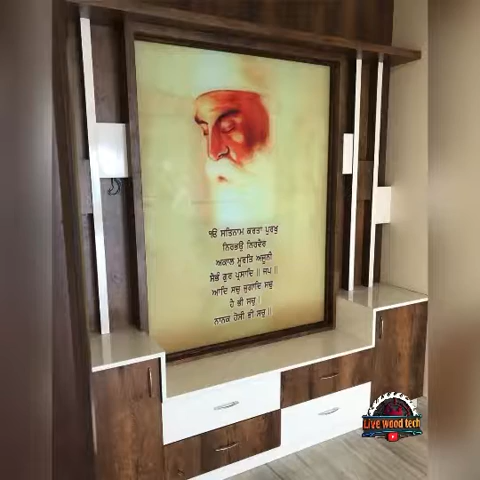 ੴ ਸਤਿਨਾਮ ਕਰਤਾ ਪੁਰਖੁ
ਨਿਰਭਉ ਨਿਰਵੈਰ
ਅਕਾਲ ਮੂਰਤਿ ਅਜੂਨੀ
ਸੈਭੰ ਗੁਰ ਪ੍ਰਸਾਦਿ ॥ ਜਪ ॥
ਆਦਿ ਸਚੁ ਜੁਗਾਦਿ ਸਚੁ
ਹੈ ਭੀ ਸਚੁ ।
ਨਾਨਕ ਹੋਸੀ ਭੀ ਸਚੁ ॥
Live wood tech